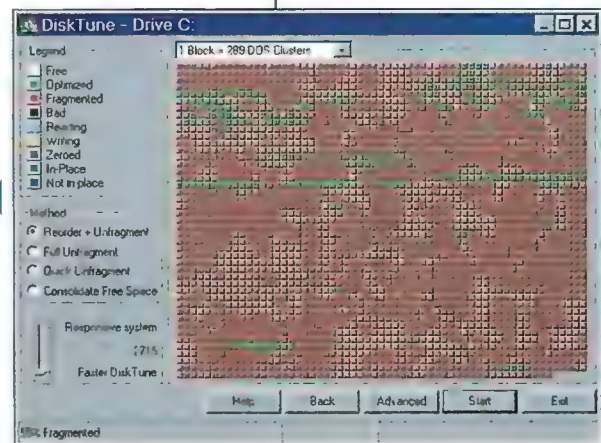 DiskTune - Drive C:
Legend
1 Block = 289 DOS Clusters
Free
Optimized
Fragmented
Bad
Reading
Writing
Zeroed
In-Place
Not in place
Method
Reorder + Unfragment
Full Unfragment
Quick Unfragment
Consolidate Free Space
Responsive system
Faster DiskTune
Help
Back
Advanced
Start
Exit
Fragmented